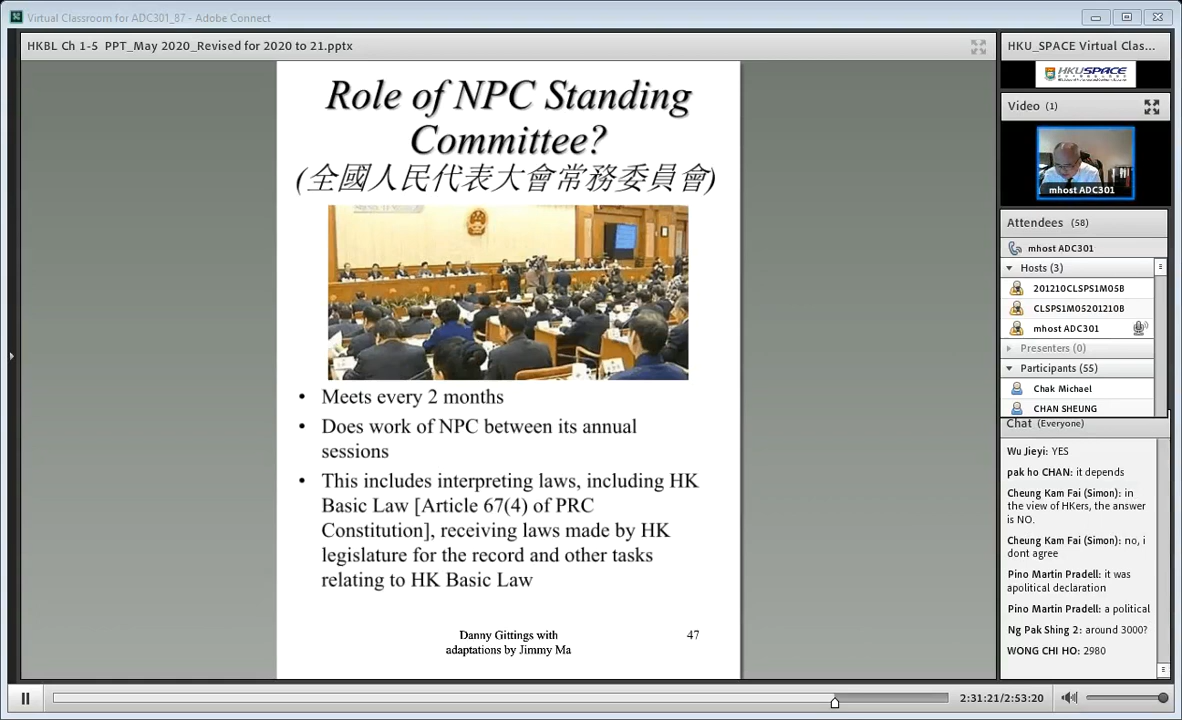 Virtual Classroom for ADC301_87 - Adobe Connect
HKBL Ch 1-5 PPT_May 2020_Revised for 2020 to 21.pptx
Role of NPC Standing
Committee?
(全國人民代表大會常務委員會)
• Meets every 2 months
• Does work of NPC between its annual
sessions
• This includes interpreting laws, including HK
Basic Law [Article 67(4) of PRC
Constitution], receiving laws made by HK
legislature for the record and other tasks
relating to HK Basic Law
Danny Gittings with
adaptations by Jimmy Ma
47
HKU_SPACE Virtual Clas...
HKUSPACE
Video (1)
mhost ADC301
Attendees (58)
mhost ADC301
Hosts (3)
201210CLSPS1M05B
CLSPS1M05201210B
mhost ADC301
Presenters (0)
Participants (55)
Chak Michael
CHAN SHEUNG
Chat (Everyone)
Wu Jieyi: YES
pak ho CHAN: it depends
Cheung Kam Fai (Simon): in
the view of HKers, the answer
is NO.
Cheung Kam Fai (Simon): no, i
dont agree
Pino Martin Pradell: it was
apolitical declaration
Pino Martin Pradell: a political
Ng Pak Shing 2: around 3000?
WONG CHI HO: 2980
2:31:21/2:53:20